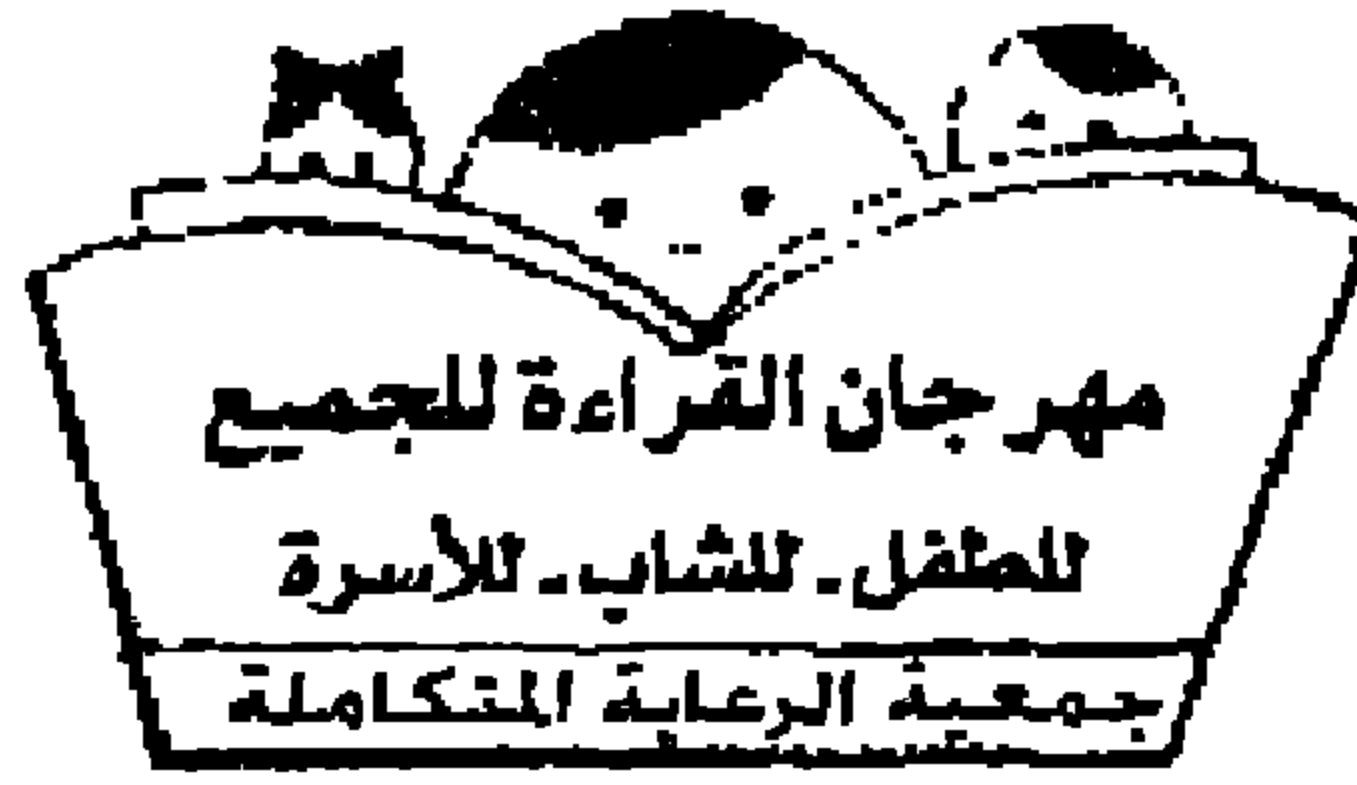 مهرجان القراءة للجميع
للطفل - للشاب - للأسرة
جمعية الرعاية المتكاملة